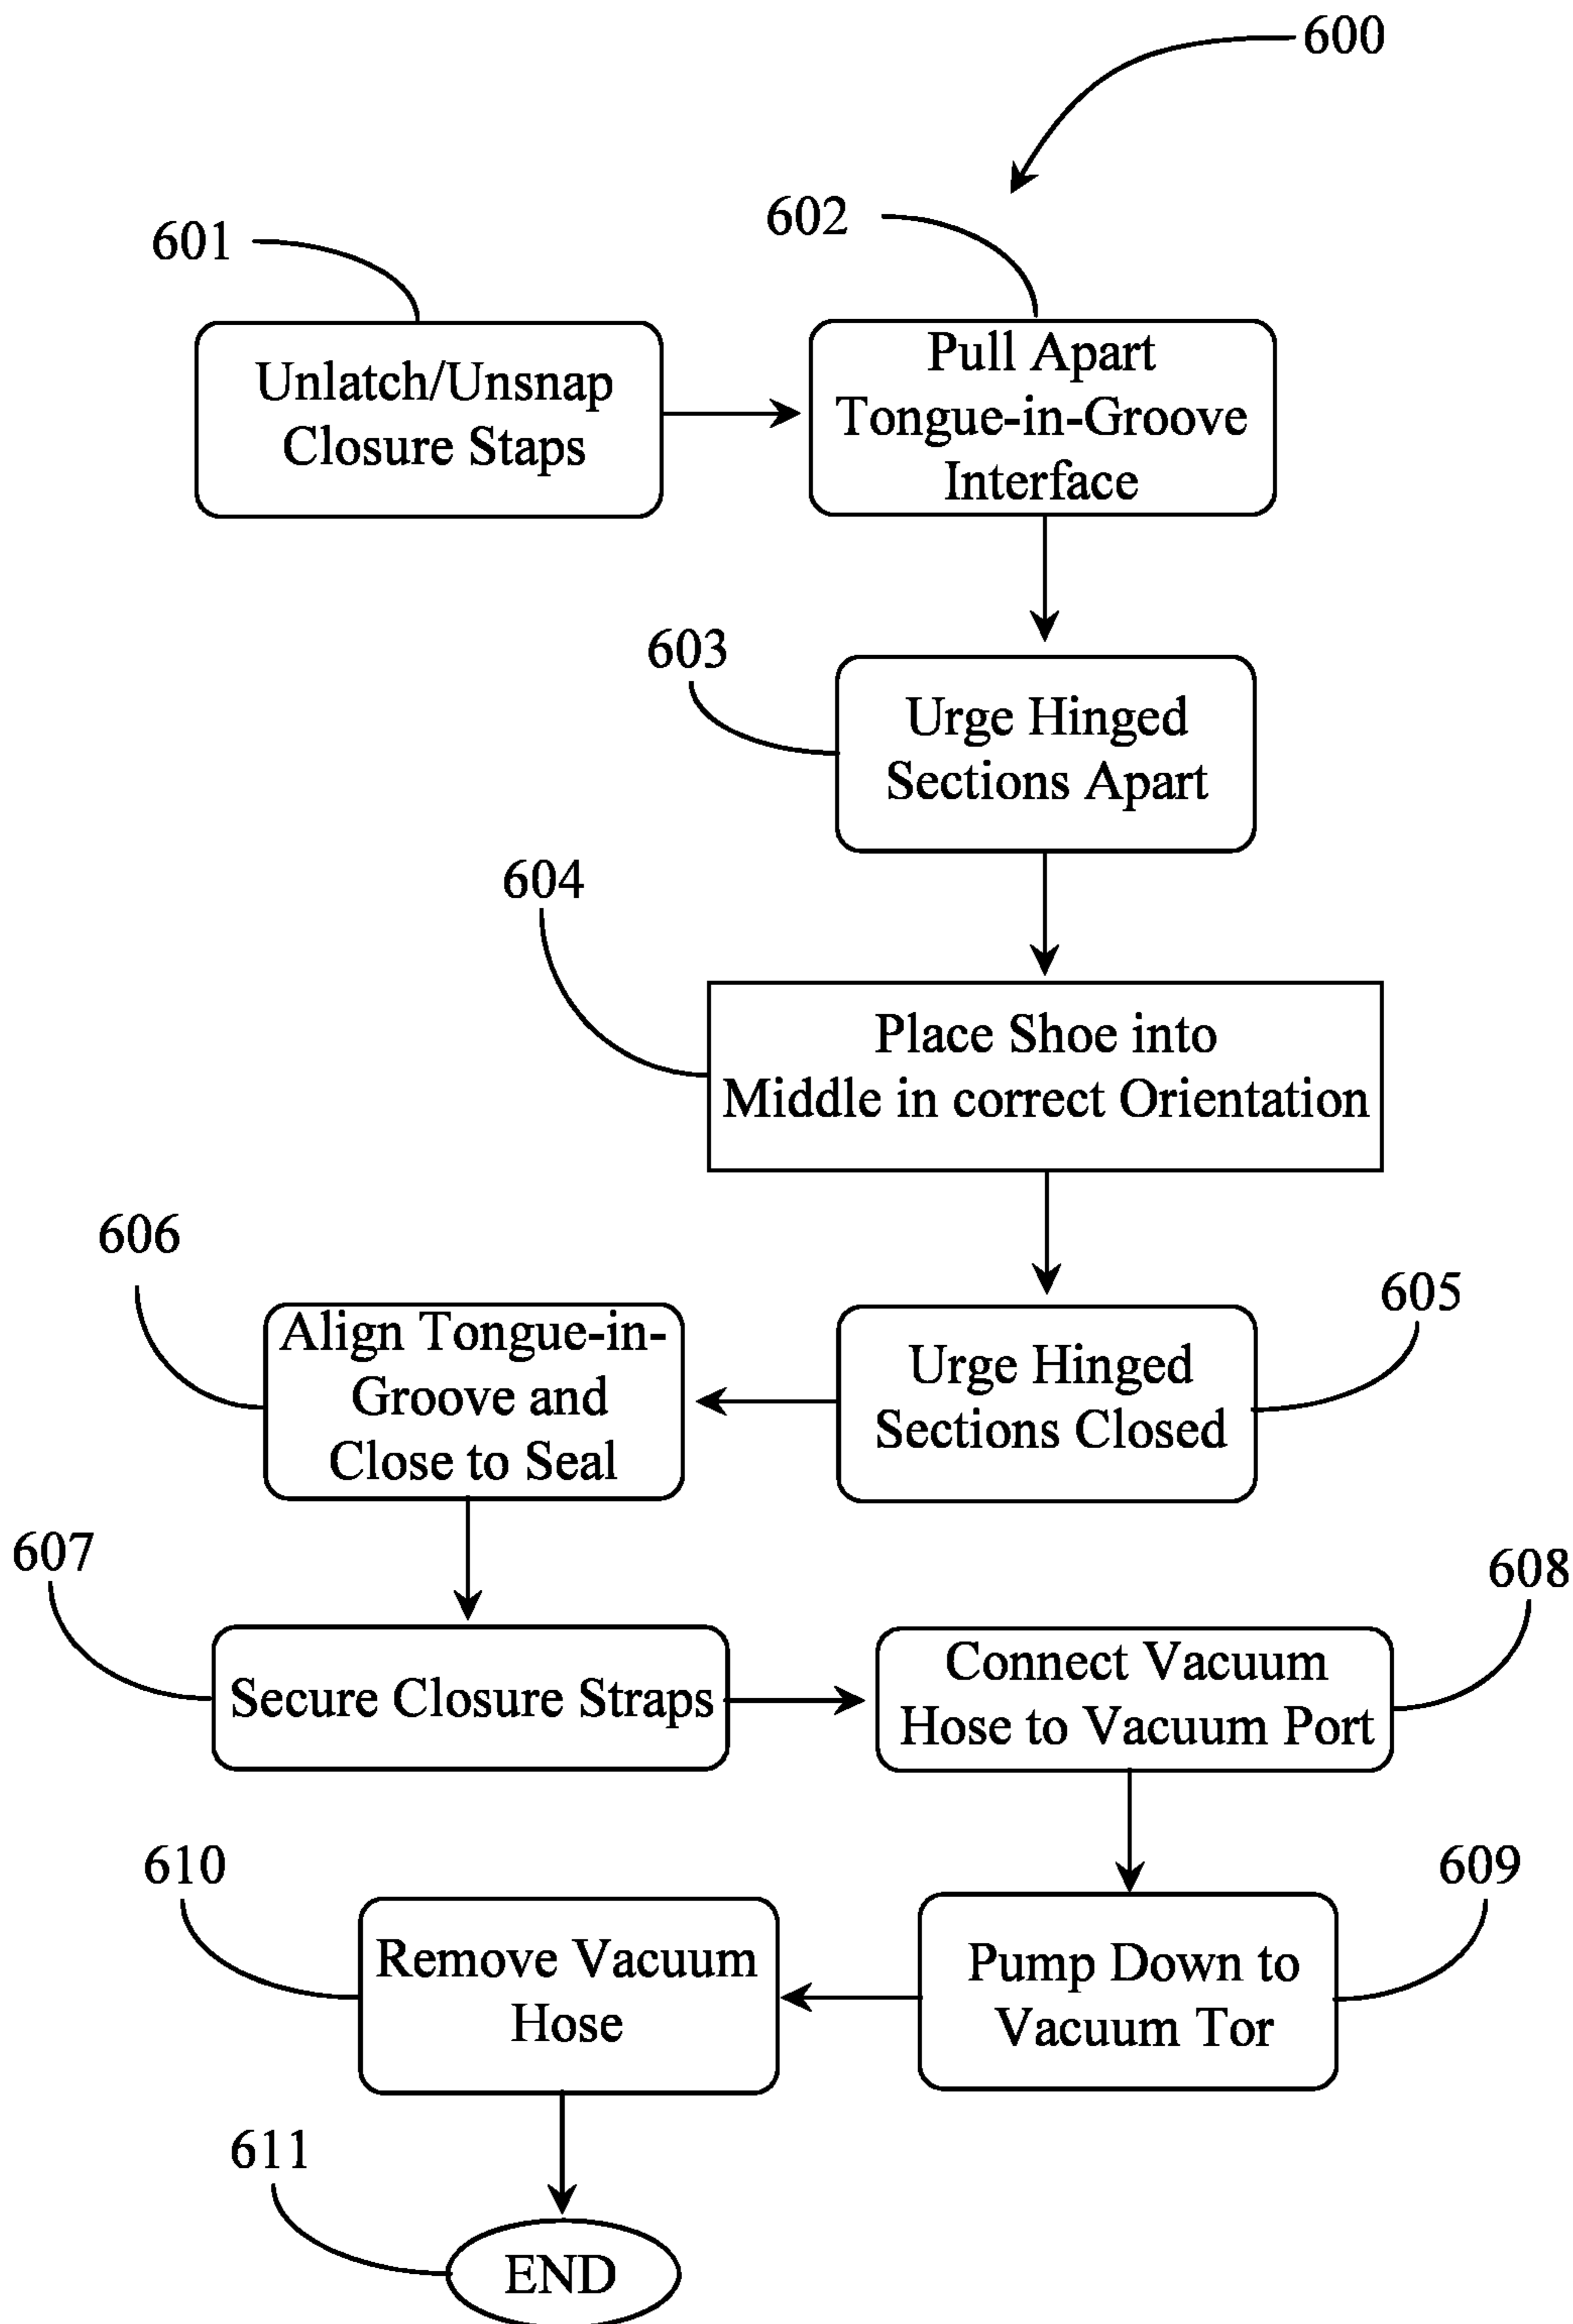 600
601
602
Unlatch/Unsnap
Closure Staps
Pull Apart
Tongue-in-Groove
Interface
603
Urge Hinged
Sections Apart
604
Place Shoe into
Middle in correct Orientation
605
Urge Hinged
Sections Closed
606
Align Tongue-in-
Groove and
Close to Seal
607
Secure Closure Straps
608
Connect Vacuum
Hose to Vacuum Port
609
Pump Down to
Vacuum Tor
610
Remove Vacuum
Hose
611
END